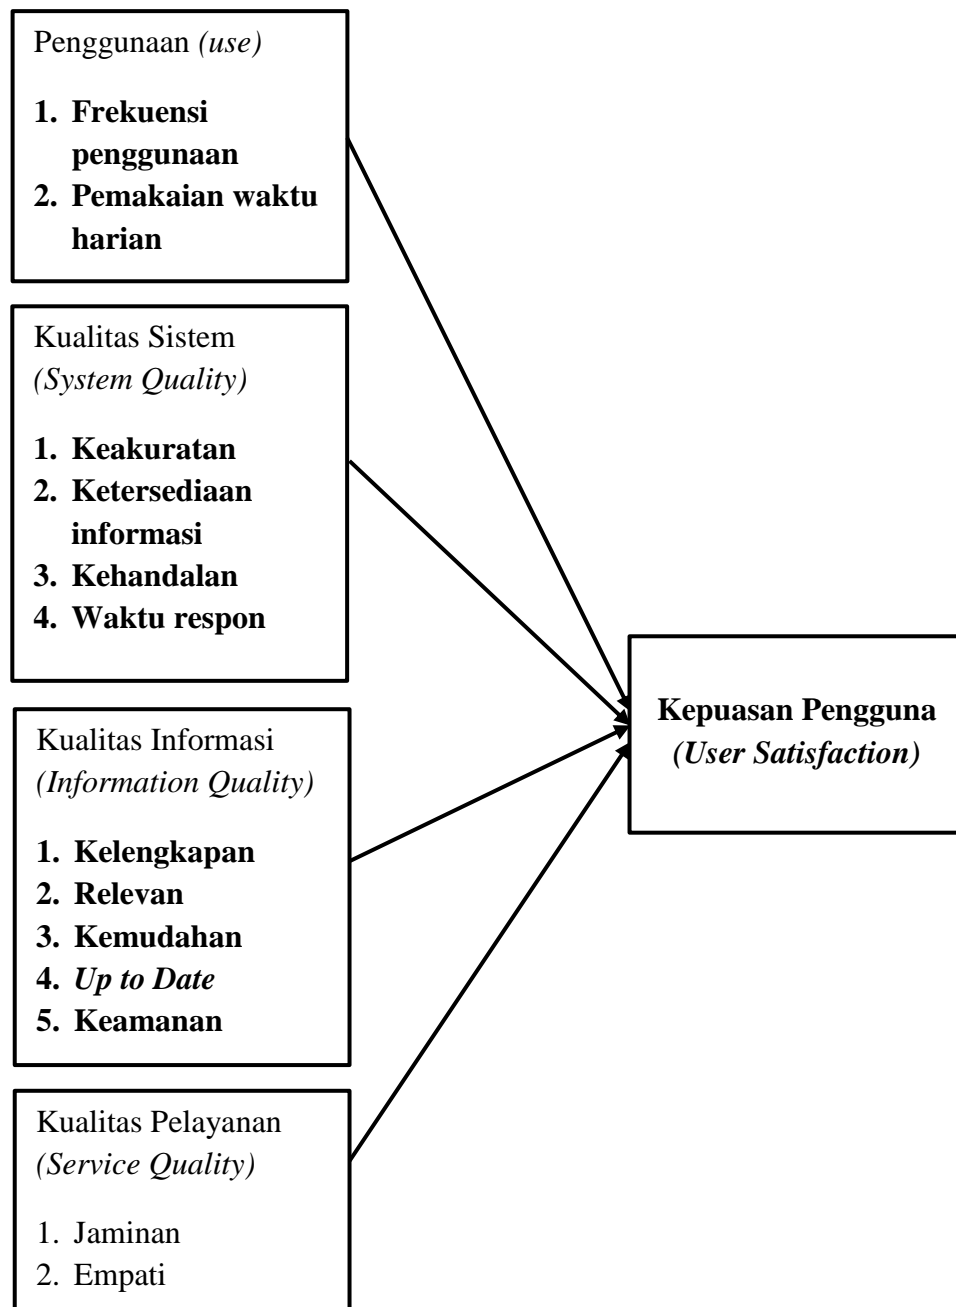 Penggunaan (use)
1. Frekuensi
penggunaan
2. Pemakaian waktu
harian
Kualitas Sistem
(System Quality)
1. Keakuratan
2. Ketersediaan
informasi
3. Kehandalan
4. Waktu respon
Kualitas Informasi
(Information Quality)
1. Kelengkapan
2. Relevan
3. Kemudahan
4. Up to Date
5. Keamanan
Kualitas Pelayanan
(Service Quality)
1. Jaminan
2. Empati
Kepuasan Pengguna
(User Satisfaction)